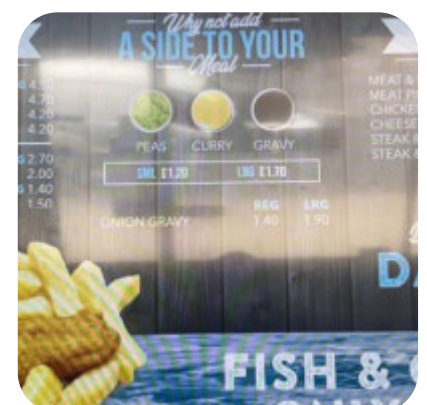 Why not add
A SIDE TO YOUR
Meal
PEAS CURRY GRAVY
SML £1.20 LRG £1.70
REG LRG
ONION GRAVY 1.40 1.90
4.70
4.20
4.20
2.70
2.00
1.40
1.50
MEAT &
MEAT
CHICKE
CHEESE
STEAK &
STEAK &
DA
FISH &